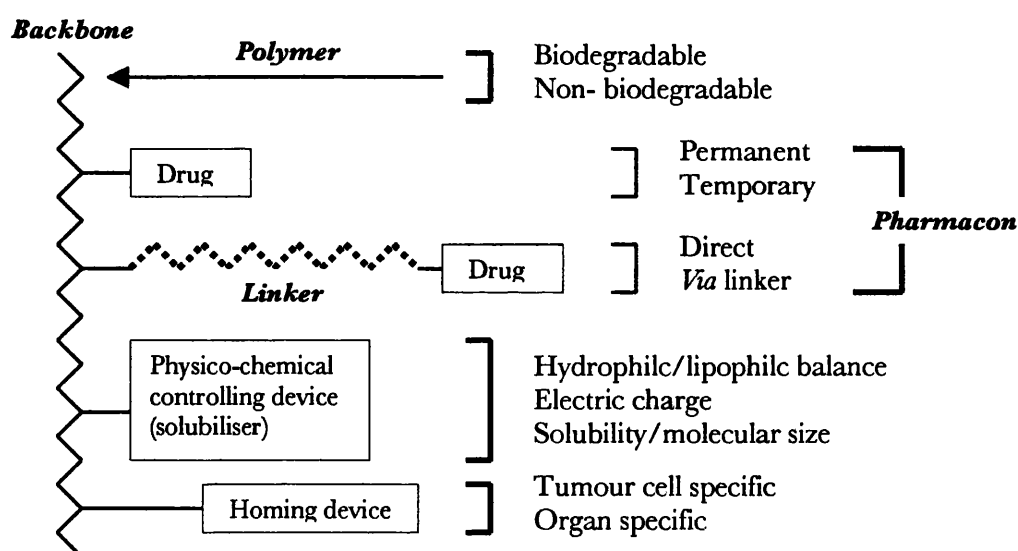 Backbone
Polymer
Biodegradable
Non- biodegradable
Drug
Permanent
Temporary
Pharmacon
Linker
Drug
Direct
Via linker
Physico-chemical
controlling device
(solubiliser)
Hydrophilc/lipophilc balance
Electric charge
Solubility/molecular size
Homing device
Tumour cell specific
Organ specific